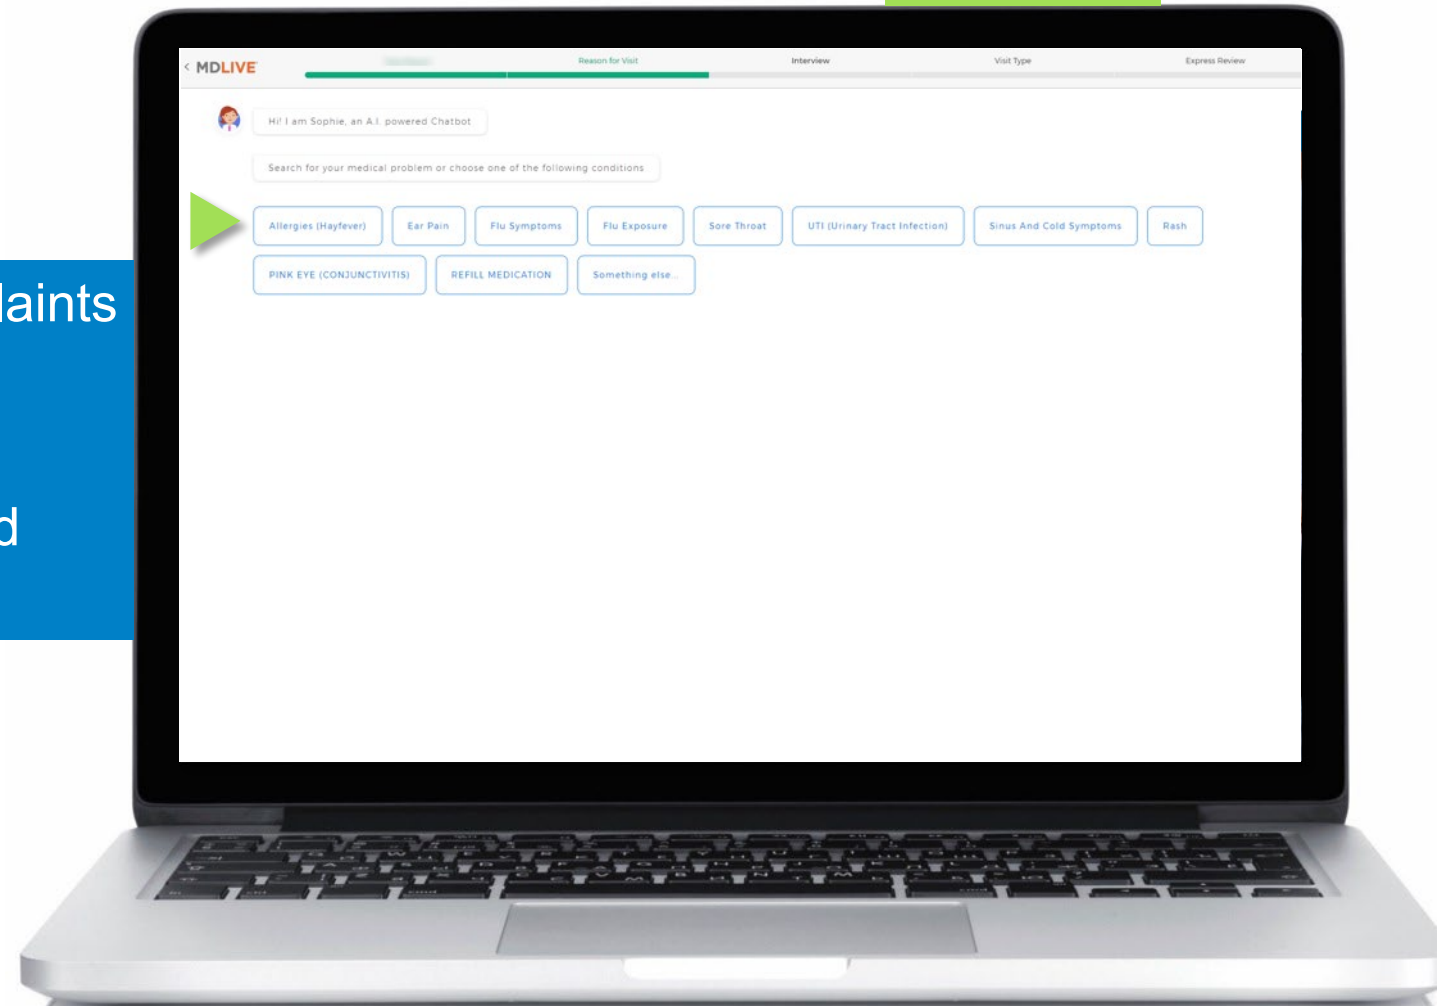 MDLIVE
Reason for Visit
Interview
Visit Type
Express Review
Hi! I am Sophie, an A.I. powered Chatbot
Search for your medical problem or choose one of the following conditions
Allergies (Hayfever) Ear Pain Flu Symptoms Flu Exposure Sore Throat UTI (Urinary Tract Infection) Sinus And Cold Symptoms Rash
PINK EYE (CONJUNCTIVITIS) REFILL MEDICATION Something else...
laints
d